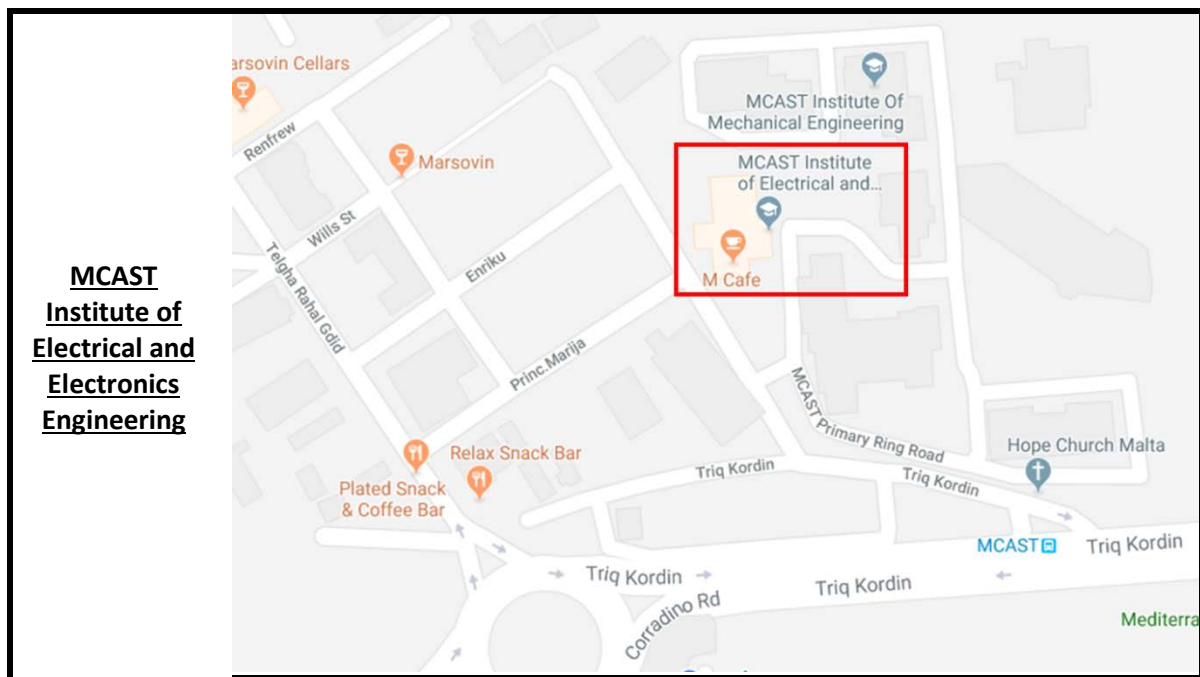 MCAST
Institute of
Electrical and
Electronics
Engineering
arsovin Cellars
MCAST Institute Of
Mechanical Engineering
Renfrew
Marsovin
MCAST Institute
of Electrical and...
Wills St
Enriku
Telgha Rahal Gdid
M Cafe
Princ.Marija
MCAST Primary Ring Road
Relax Snack Bar
Hope Church Malta
Plated Snack
& Coffee Bar
Triq Kordin
Triq Kordin
MCAST
Triq Kordin
Triq Kordin
Triq Kordin
Corradino Rd
Mediterra